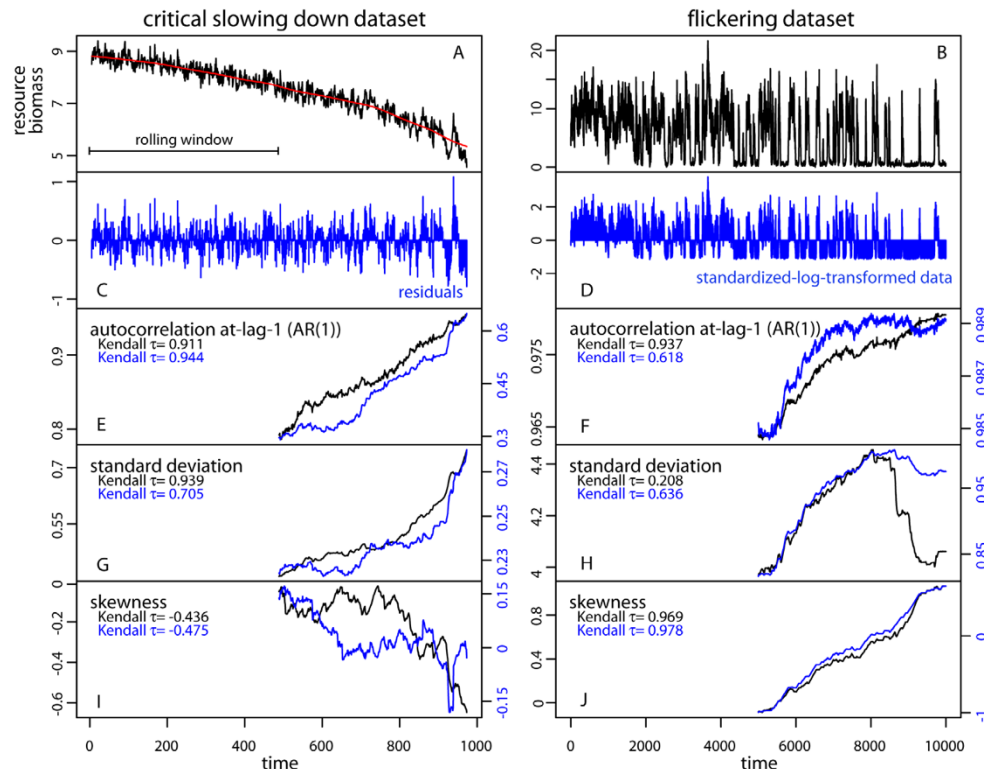 critical slowing down dataset
flickering dataset
resource
biomass
9
7
5
A
rolling window
20
10
0
B
1
0
-1
C
residuals
2
0
-2
D
standardized-log-transformed data
autocorrelation at-lag-1 (AR(1))
Kendall τ= 0.911
Kendall τ= 0.944
0.9
0.8
E
0.6
0.45
0.3
autocorrelation at-lag-1 (AR(1))
Kendall τ= 0.937
Kendall τ= 0.618
0.975
0.965
F
0.989
0.987
0.985
standard deviation
Kendall τ= 0.939
Kendall τ= 0.705
0.7
0.55
G
0.27
0.25
0.23
standard deviation
Kendall τ= 0.208
Kendall τ= 0.636
4.4
4.2
4
H
0.95
0.85
skewness
Kendall τ= -0.436
Kendall τ= -0.475
0
-0.2
-0.4
-0.6
I
0.15
0
-0.15
skewness
Kendall τ= 0.969
Kendall τ= 0.978
0.8
0.4
0
J
0
-1
0 200 400 600 800 1000
time
0 2000 4000 6000 8000 10000
time